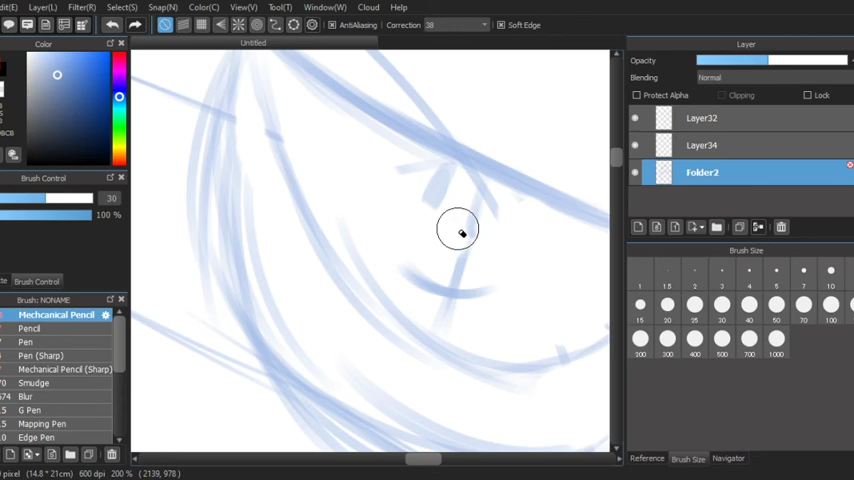 Layer(L) Filter(R) Select(S) Snap(N) Color(C) View(V) Tool(T) Window(W) Cloud Help
AntiAliasing Correction 38 Soft Edge
Color
Untitled
Layer
Opacity
Blending Normal
Protect Alpha Clipping Lock
Layer32
Layer34
Folder2
Brush Control
30
100 %
Brush Control
Brush: NONAME
Mechcanical Pencil
Pencil
Pen
Pen (Sharp)
Mechanical Pencil (Sharp)
70 Smudge
Blur
G Pen
Mapping Pen
10 Edge Pen
Brush Size
1 1.5 2 3 4 5 7 10
15 20 25 30 40 50 70 100
200 300 400 500 700 1000
Reference Brush Size Navigator
pixel (14.8 * 21cm) 600 dpi 200 % ( 2139, 978 )